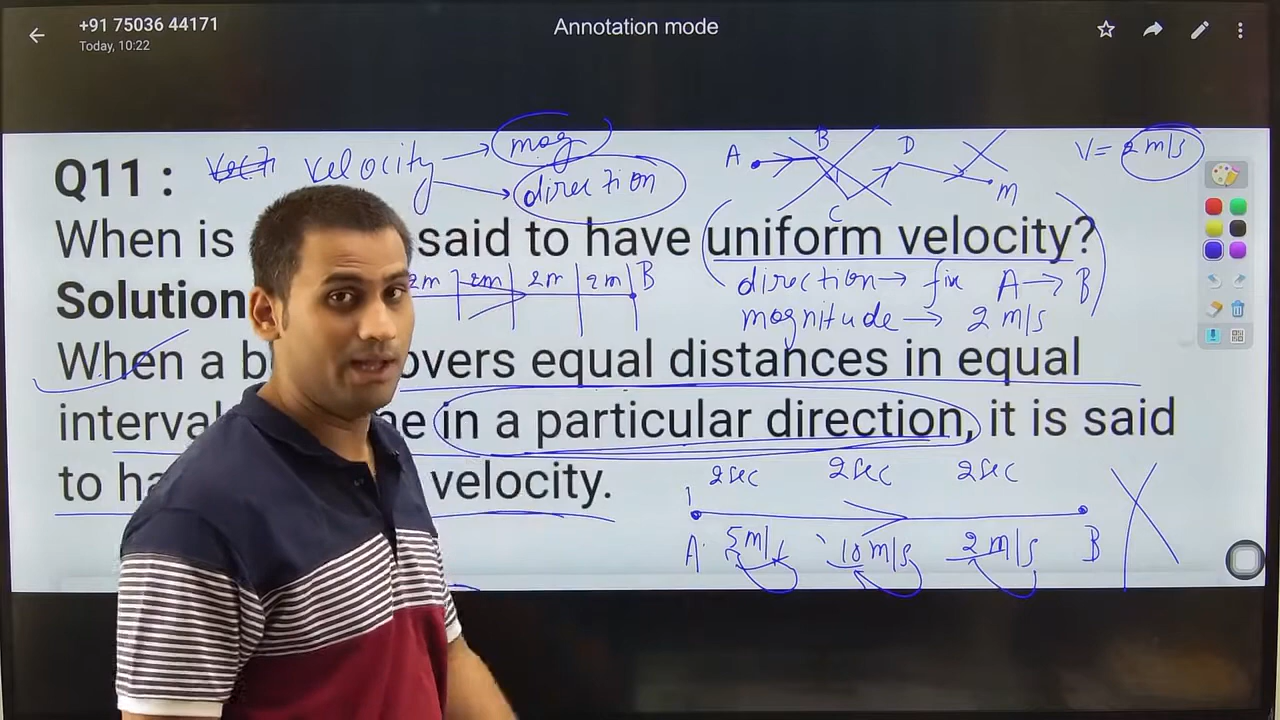 +91 75036 44171
Today, 10:22
Annotation mode
Q11 : velocity → mag
→ direction
A B C D M
V = 2 m/s
When is said to have uniform velocity?
2m 2m 2m 2m B
direction → fix A → B
Solution
magnitude → 2 m/s
When a b overs equal distances in equal
interval e in a particular direction, it is said
to ha velocity.
2sec 2sec 2sec
A 5m/s 10m/s 2m/s B